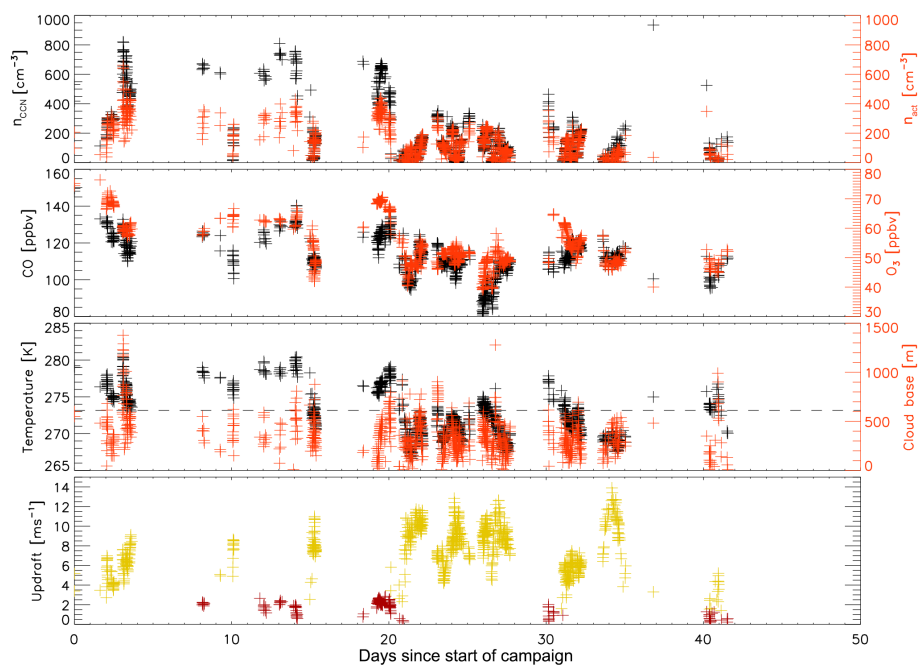 1000 1000
800 800
600 600
400 400
200 200
0 0
n_CCN [cm⁻³]
n_act [cm⁻³]
160 80
140 70
120 60
50
100 40
80 30
CO [ppbv]
O₃ [ppbv]
285 1500
280
275 1000
270 500
265 0
Temperature [K]
Cloud base [m]
14
12
10
8
6
4
2
0
Updraft [ms⁻¹]
0 10 20 30 40 50
Days since start of campaign